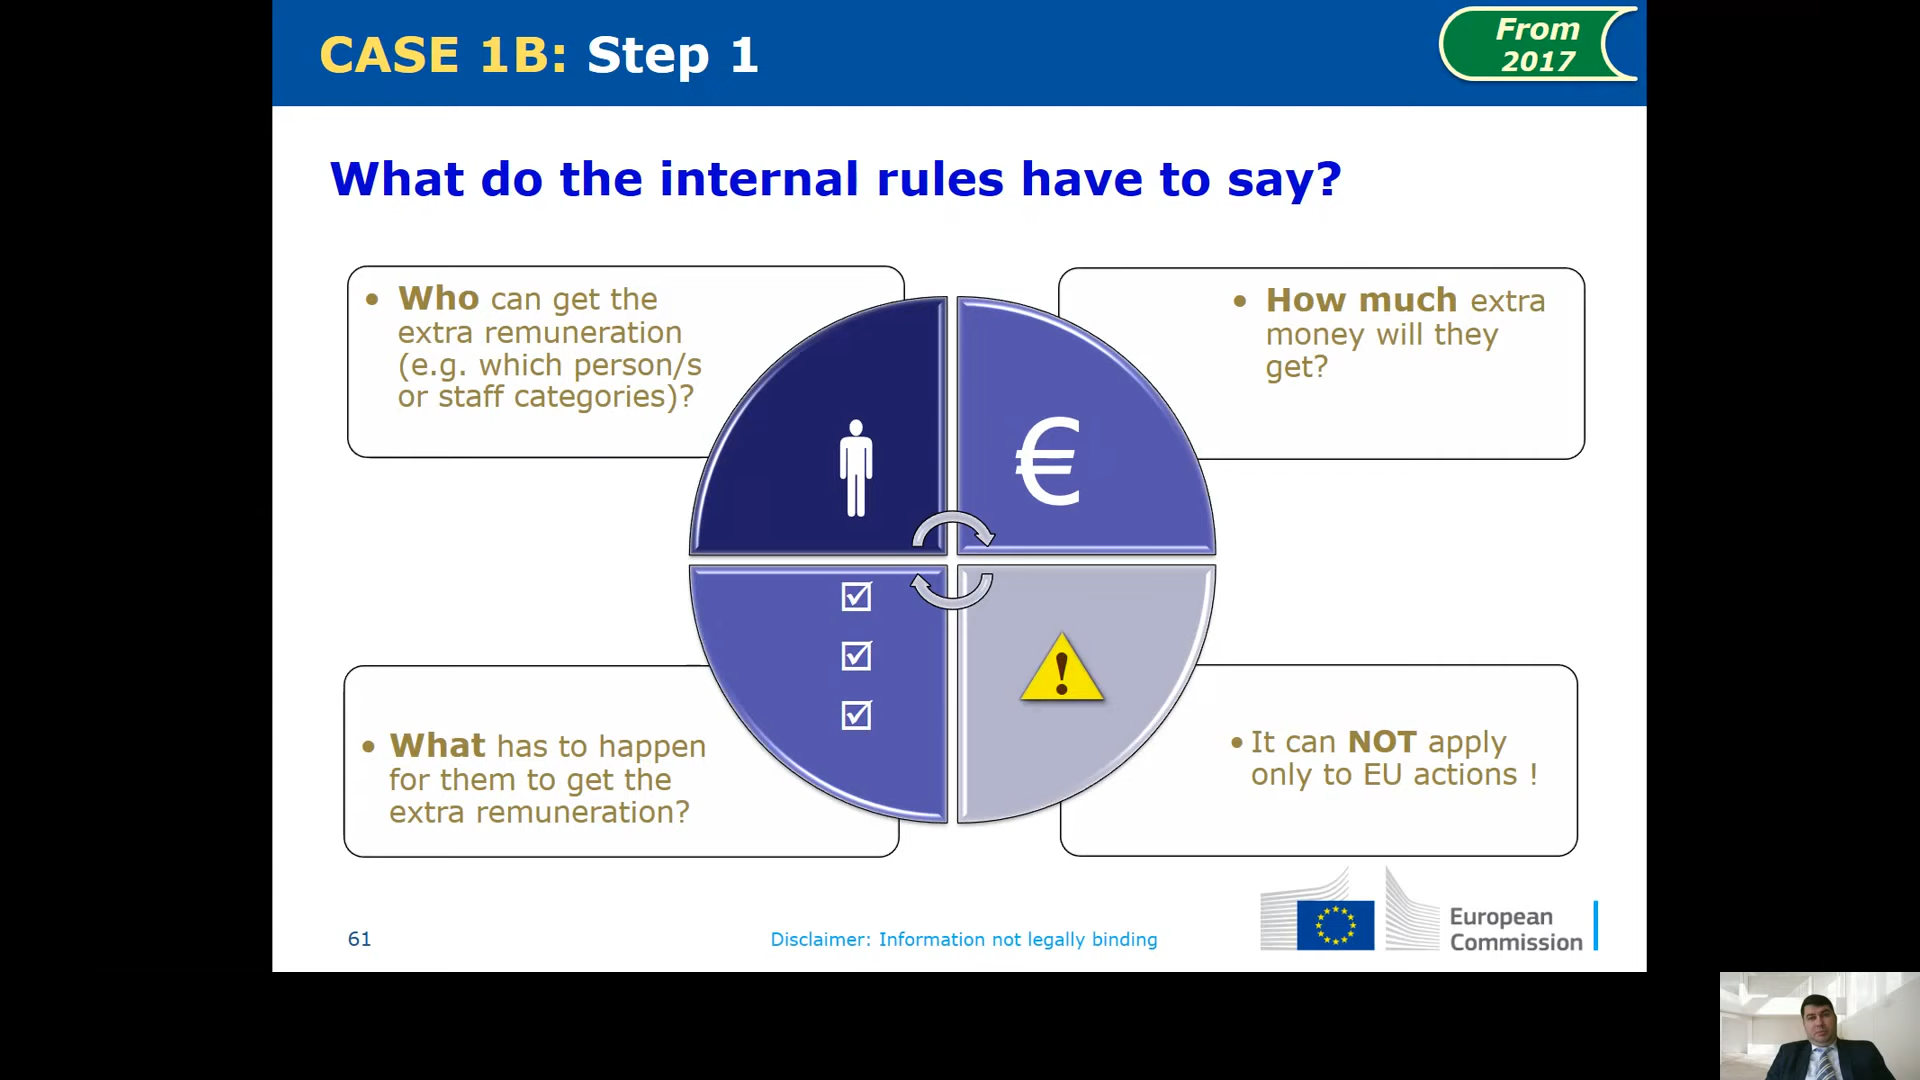 CASE 1B: Step 1
From
2017
What do the internal rules have to say?
• Who can get the
extra remuneration
(e.g. which person/s
or staff categories)?
• How much extra
money will they
get?
€
!
• What has to happen
for them to get the
extra remuneration?
• It can NOT apply
only to EU actions !
61
Disclaimer: Information not legally binding
European
Commission